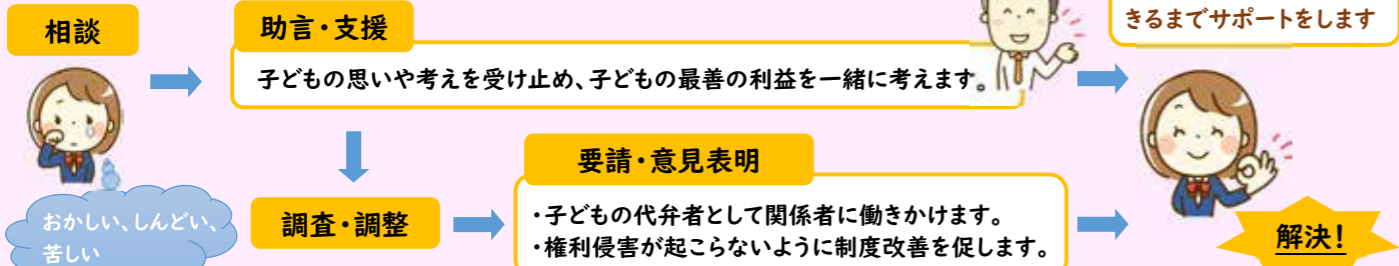 相談
助言・支援
子どもの思いや考えを受け止め、子どもの最善の利益を一緒に考えます。
きるまでサポートをします
おかしい、しんどい、
苦しい
調査・調整
要請・意見表明
・子どもの代弁者として関係者に働きかけます。
・権利侵害が起こらないように制度改善を促します。
解決!